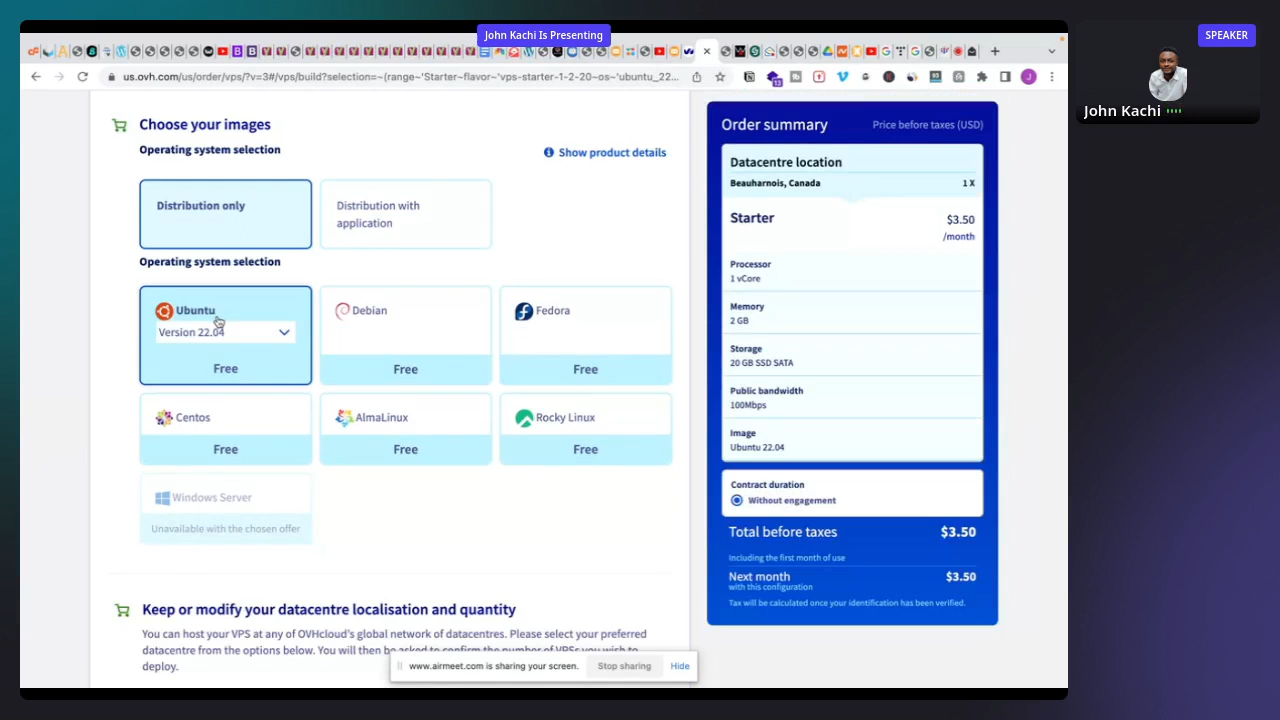 John Kachi Is Presenting
SPEAKER
John Kachi
us.ovh.com/us/order/vps/?v=3#/vps/build?selection=~(range~'Starter~flavor~'vps-starter-1-2-20~os~'ubuntu_22...
13
J
Choose your images
Operating system selection
Show product details
Distribution only
Distribution with
application
Operating system selection
Ubuntu
Version 22.04
Free
Debian
Free
Fedora
Free
Centos
Free
AlmaLinux
Free
Rocky Linux
Free
Windows Server
Unavailable with the chosen offer
Keep or modify your datacentre localisation and quantity
You can host your VPS at any of OVHcloud's global network of datacentres. Please select your preferred
datacentre from the options below. You will then be asked to confirm the number of VPSs you wish to
deploy.
Order summary
Price before taxes (USD)
Datacentre location
Beauharnois, Canada
1 X
Starter
$3.50
/month
Processor
1 vCore
Memory
2 GB
Storage
20 GB SSD SATA
Public bandwidth
100Mbps
Image
Ubuntu 22.04
Contract duration
Without engagement
Total before taxes
$3.50
Including the first month of use
Next month
$3.50
with this configuration
Tax will be calculated once your identification has been verified.
www.airmeet.com is sharing your screen.
Stop sharing
Hide